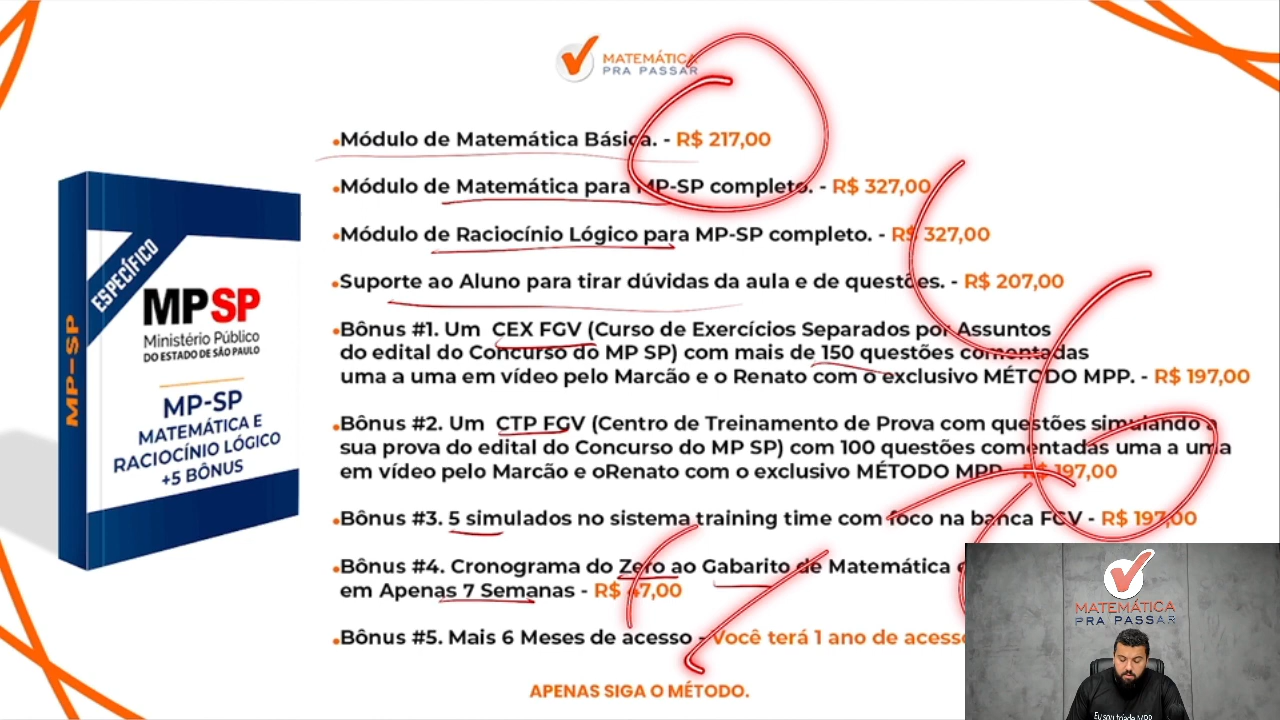 MATEMÁTICA
PRA PASSAR
•Módulo de Matemática Básica. - R$ 217,00
•Módulo de Matemática para MP-SP completo. - R$ 327,00
•Módulo de Raciocínio Lógico para MP-SP completo. - R$ 327,00
•Suporte ao Aluno para tirar dúvidas da aula e de questões. - R$ 207,00
•Bônus #1. Um CEX FGV (Curso de Exercícios Separados por Assuntos
do edital do Concurso do MP SP) com mais de 150 questões comentadas
uma a uma em vídeo pelo Marcão e o Renato com o exclusivo MÉTODO MPP. - R$ 197,00
•Bônus #2. Um CTP FGV (Centro de Treinamento de Prova com questões simulando a
sua prova do edital do Concurso do MP SP) com 100 questões comentadas uma a uma
em vídeo pelo Marcão e oRenato com o exclusivo MÉTODO MPP. - R$ 197,00
•Bônus #3. 5 simulados no sistema training time com foco na banca FGV - R$ 197,00
•Bônus #4. Cronograma do Zero ao Gabarito de Matemática
em Apenas 7 Semanas - R$ 47,00
•Bônus #5. Mais 6 Meses de acesso - Você terá 1 ano de acesso
APENAS SIGA O MÉTODO.
MP-SP
ESPECÍFICO
MPSP
Ministério Público
DO ESTADO DE SÃO PAULO
MP-SP
MATEMÁTICA E
RACIOCÍNIO LÓGICO
+5 BÔNUS
MATEMÁTICA
PRA PASSAR